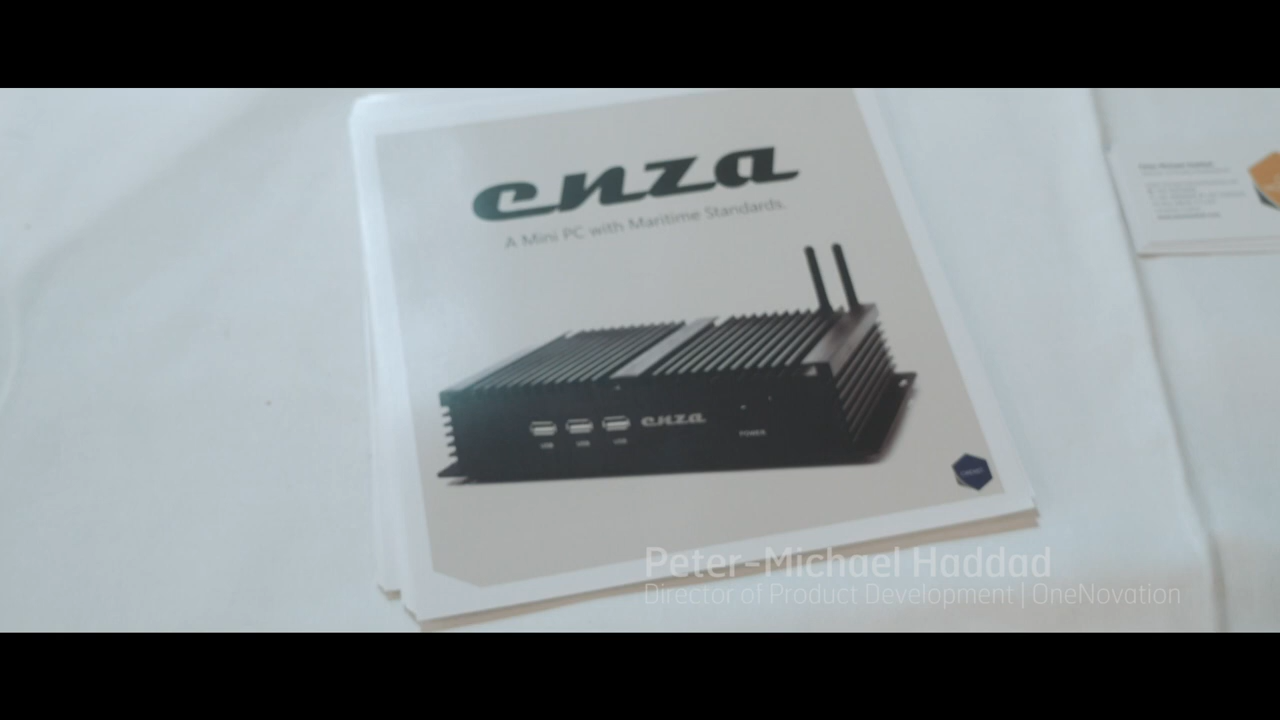 enza
A Mini PC with Maritime Standards.
enza
USB USB USB
POWER
Peter-Michael Haddad
Director of Product Development | OneNovation